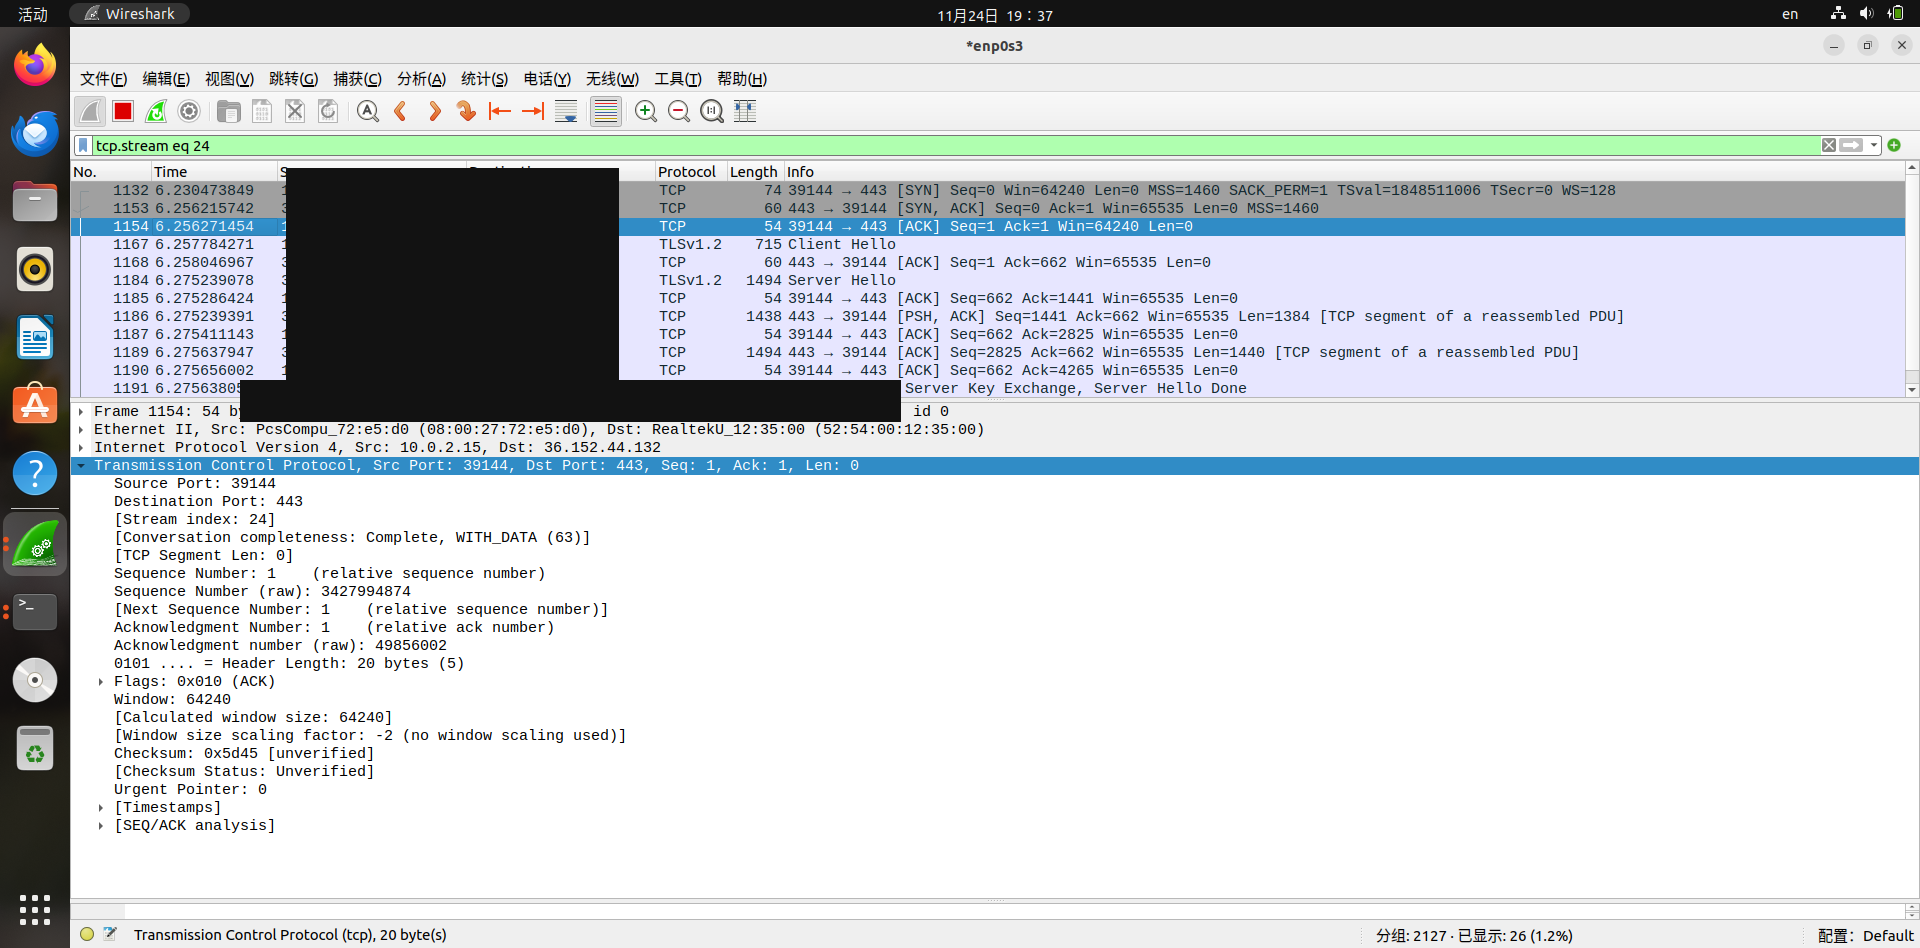 活动 Wireshark 11月24日 19：37 en
*enp0s3
文件(F) 编辑(E) 视图(V) 跳转(G) 捕获(C) 分析(A) 统计(S) 电话(Y) 无线(W) 工具(T) 帮助(H)
tcp.stream eq 24
No. Time Protocol Length Info
1132 6.230473849 TCP 74 39144 → 443 [SYN] Seq=0 Win=64240 Len=0 MSS=1460 SACK_PERM=1 TSval=1848511006 TSecr=0 WS=128
1153 6.256215742 TCP 60 443 → 39144 [SYN, ACK] Seq=0 Ack=1 Win=65535 Len=0 MSS=1460
1154 6.256271454 TCP 54 39144 → 443 [ACK] Seq=1 Ack=1 Win=64240 Len=0
1167 6.257784271 TLSv1.2 715 Client Hello
1168 6.258046967 TCP 60 443 → 39144 [ACK] Seq=1 Ack=662 Win=65535 Len=0
1184 6.275239078 TLSv1.2 1494 Server Hello
1185 6.275286424 TCP 54 39144 → 443 [ACK] Seq=662 Ack=1441 Win=65535 Len=0
1186 6.275239391 TCP 1438 443 → 39144 [PSH, ACK] Seq=1441 Ack=662 Win=65535 Len=1384 [TCP segment of a reassembled PDU]
1187 6.275411143 TCP 54 39144 → 443 [ACK] Seq=662 Ack=2825 Win=65535 Len=0
1189 6.275637947 TCP 1494 443 → 39144 [ACK] Seq=2825 Ack=662 Win=65535 Len=1440 [TCP segment of a reassembled PDU]
1190 6.275656002 TCP 54 39144 → 443 [ACK] Seq=662 Ack=4265 Win=65535 Len=0
1191 Server Key Exchange, Server Hello Done
Frame 1154: 54 id 0
Ethernet II, Src: PcsCompu_72:e5:d0 (08:00:27:72:e5:d0), Dst: RealtekU_12:35:00 (52:54:00:12:35:00)
Internet Protocol Version 4, Src: 10.0.2.15, Dst: 36.152.44.132
Transmission Control Protocol, Src Port: 39144, Dst Port: 443, Seq: 1, Ack: 1, Len: 0
Source Port: 39144
Destination Port: 443
[Stream index: 24]
[Conversation completeness: Complete, WITH_DATA (63)]
[TCP Segment Len: 0]
Sequence Number: 1 (relative sequence number)
Sequence Number (raw): 3427994874
[Next Sequence Number: 1 (relative sequence number)]
Acknowledgment Number: 1 (relative ack number)
Acknowledgment number (raw): 49856002
0101 .... = Header Length: 20 bytes (5)
Flags: 0x010 (ACK)
Window: 64240
[Calculated window size: 64240]
[Window size scaling factor: -2 (no window scaling used)]
Checksum: 0x5d45 [unverified]
[Checksum Status: Unverified]
Urgent Pointer: 0
[Timestamps]
[SEQ/ACK analysis]
Transmission Control Protocol (tcp), 20 byte(s) 分组: 2127 · 已显示: 26 (1.2%) 配置：Default